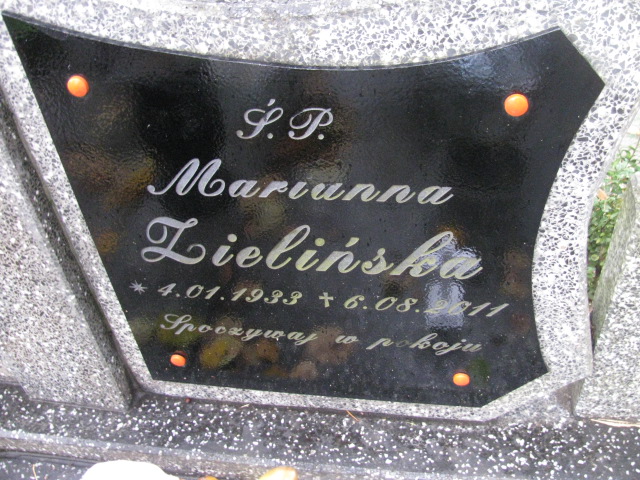 Ś.P.
Marianna
Zielińska
* 4.01.1933 ✝ 6.08.2011
Spoczywaj w pokoju